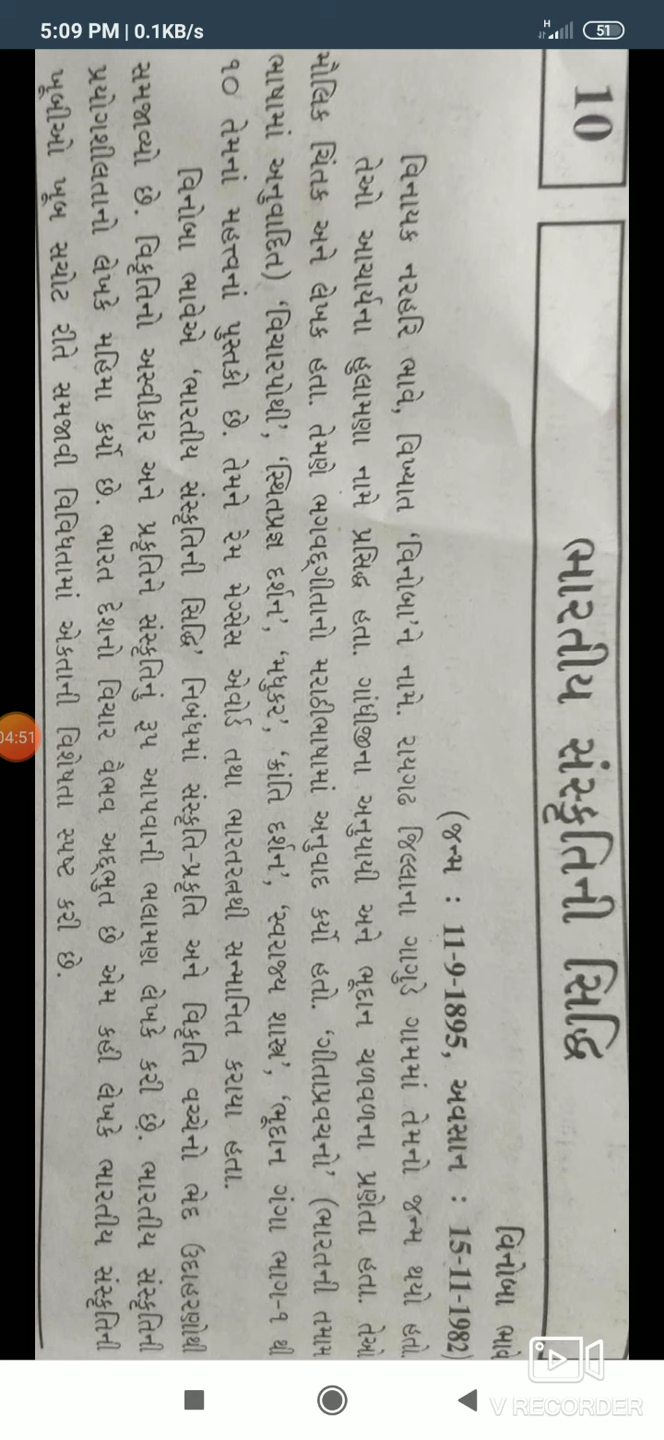 5:09 PM | 0.1KB/s
H
51
10
ભારતીય સંસ્કૃતિની સિદ્ધિ
વિનોબા ભાવે
(જન્મ : 11-9-1895, અવસાન : 15-11-1982)
વિનાયક નરહરિ ભાવે, વિખ્યાત ‘વિનોબા’ને નામે. રાયગઢ જિલ્લાના ગાગુર્દે ગામમાં તેમનો જન્મ થયો હતો.
તેઓ આચાર્યના હુલામણા નામે પ્રસિદ્ધ હતા. ગાંધીજીના અનુયાયી અને ભૂદાન ચળવળના પ્રણેતા હતા. તેઓ
મૌલિક ચિંતક અને લેખક હતા. તેમણે ભગવદ્ગીતાનો મરાઠીભાષામાં અનુવાદ કર્યો હતો. ‘ગીતાપ્રવચનો’ (ભારતની તમામ
ભાષામાં અનુવાદિત) ‘વિચારપોથી’, ‘સ્થિતપ્રજ્ઞ દર્શન’, ‘મધુકર’, ‘ક્રાંતિ દર્શન’, ‘સ્વરાજ્ય શાસ્ત્ર’, ‘ભૂદાન ગંગા ભાગ-૧ થી
૧૦ તેમનાં મહત્ત્વનાં પુસ્તકો છે. તેમને રેમ મેગ્સેસ એવોર્ડ તથા ભારતરત્નથી સન્માનિત કરાયા હતા.
વિનોબા ભાવેએ ‘ભારતીય સંસ્કૃતિની સિદ્ધિ’ નિબંધમાં સંસ્કૃતિ-પ્રકૃતિ અને વિકૃતિ વચ્ચેનો ભેદ ઉદાહરણોથી
સમજાવ્યો છે. વિકૃતિનો અસ્વીકાર અને પ્રકૃતિને સંસ્કૃતિનું રૂપ આપવાની ભલામણ લેખકે કરી છે. ભારતીય સંસ્કૃતિની
પ્રયોગશીલતાનો લેખકે મહિમા કર્યો છે. ભારત દેશનો વિચાર વૈભવ અદ્ભુત છે એમ કહી લેખકે ભારતીય સંસ્કૃતિની
ખૂબીઓ ખૂબ સચોટ રીતે સમજાવી વિવિધતામાં એકતાની વિશેષતા સ્પષ્ટ કરી છે.
04:51
V RECORDER